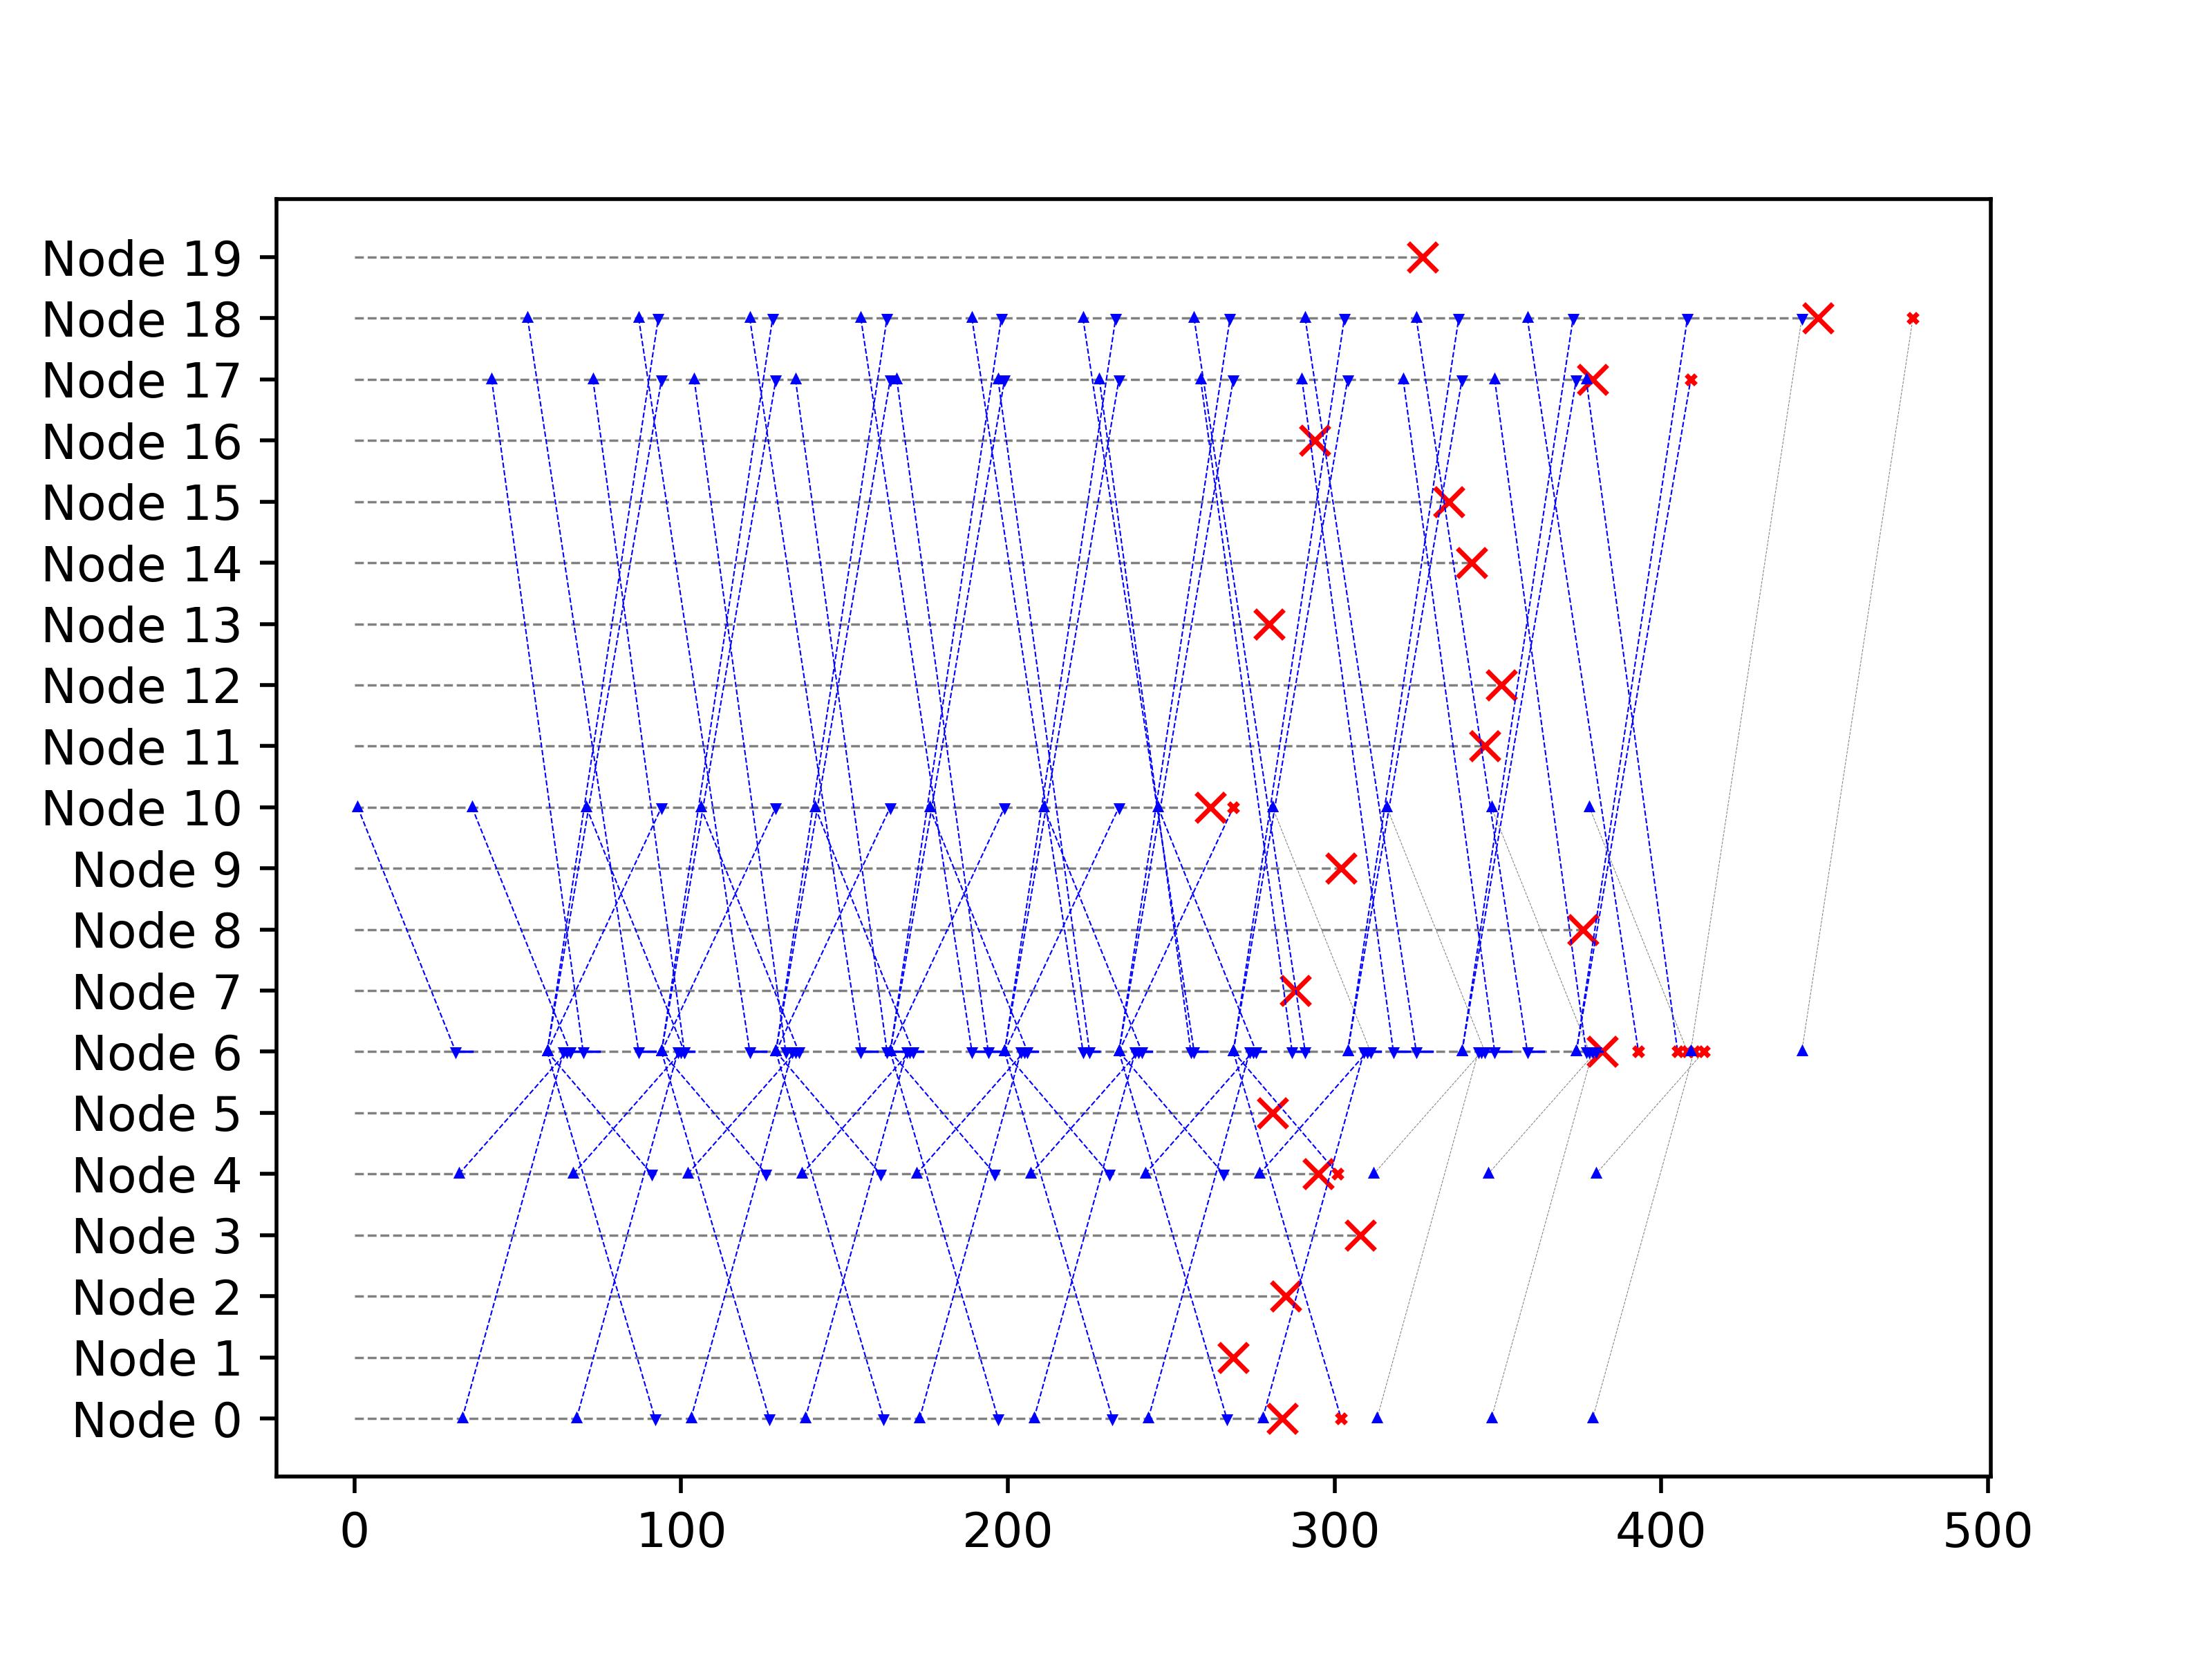 Node 19
Node 18
Node 17
Node 16
Node 15
Node 14
Node 13
Node 12
Node 11
Node 10
Node 9
Node 8
Node 7
Node 6
Node 5
Node 4
Node 3
Node 2
Node 1
Node 0
0 100 200 300 400 500